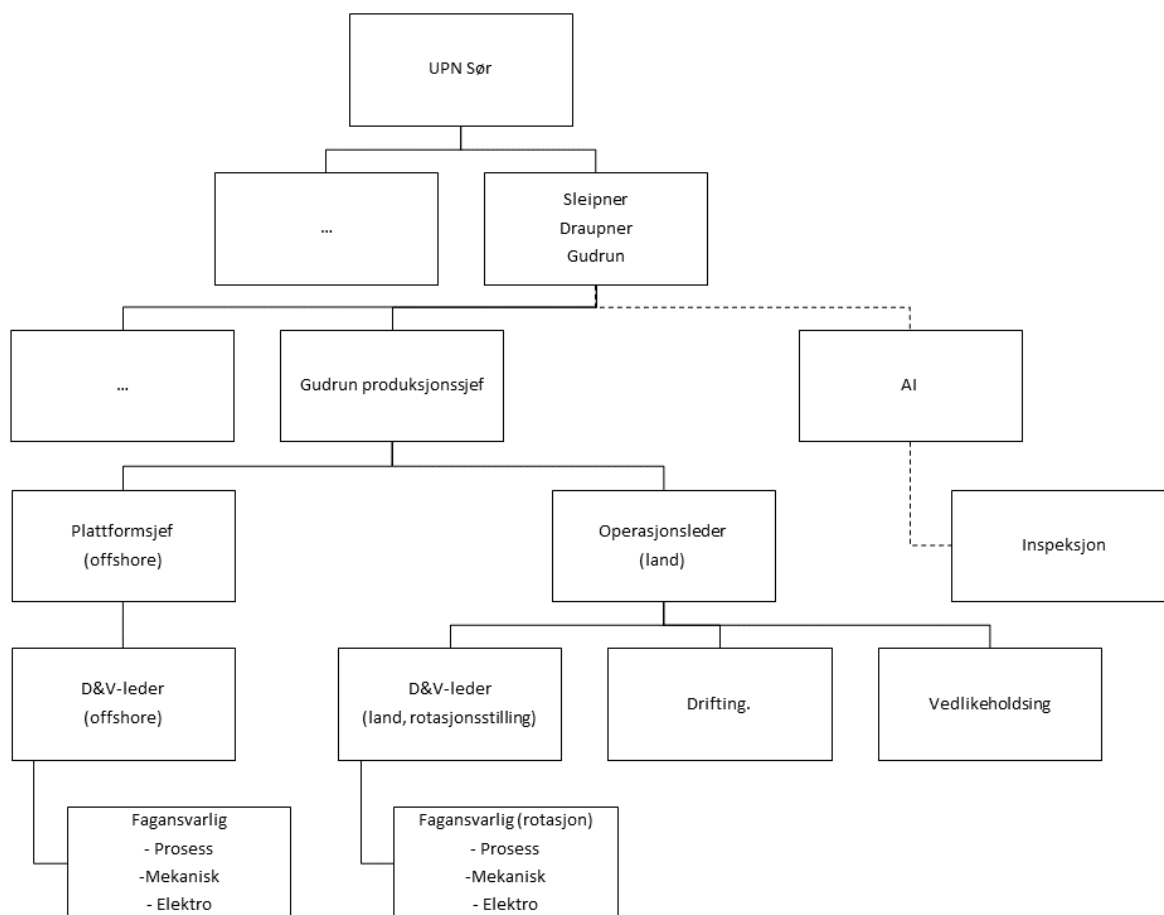 UPN Sør
…
Sleipner
Draupner
Gudrun
…
Gudrun produksjonssjef
AI
Plattformsjef
(offshore)
Operasjonsleder
(land)
Inspeksjon
D&V-leder
(offshore)
D&V-leder
(land, rotasjonsstilling)
Drifting.
Vedlikeholdsing
Fagansvarlig
- Prosess
-Mekanisk
- Elektro
Fagansvarlig (rotasjon)
- Prosess
-Mekanisk
- Elektro